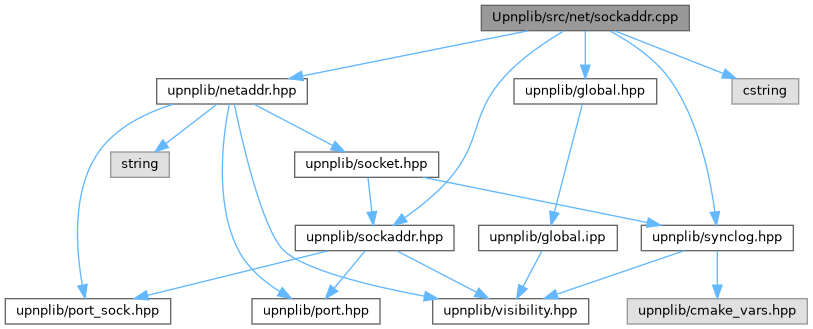 Upnplib/src/net/sockaddr.cpp
upnplib/netaddr.hpp
upnplib/global.hpp
cstring
string
upnplib/socket.hpp
upnplib/sockaddr.hpp
upnplib/global.ipp
upnplib/synclog.hpp
upnplib/port_sock.hpp
upnplib/port.hpp
upnplib/visibility.hpp
upnplib/cmake_vars.hpp